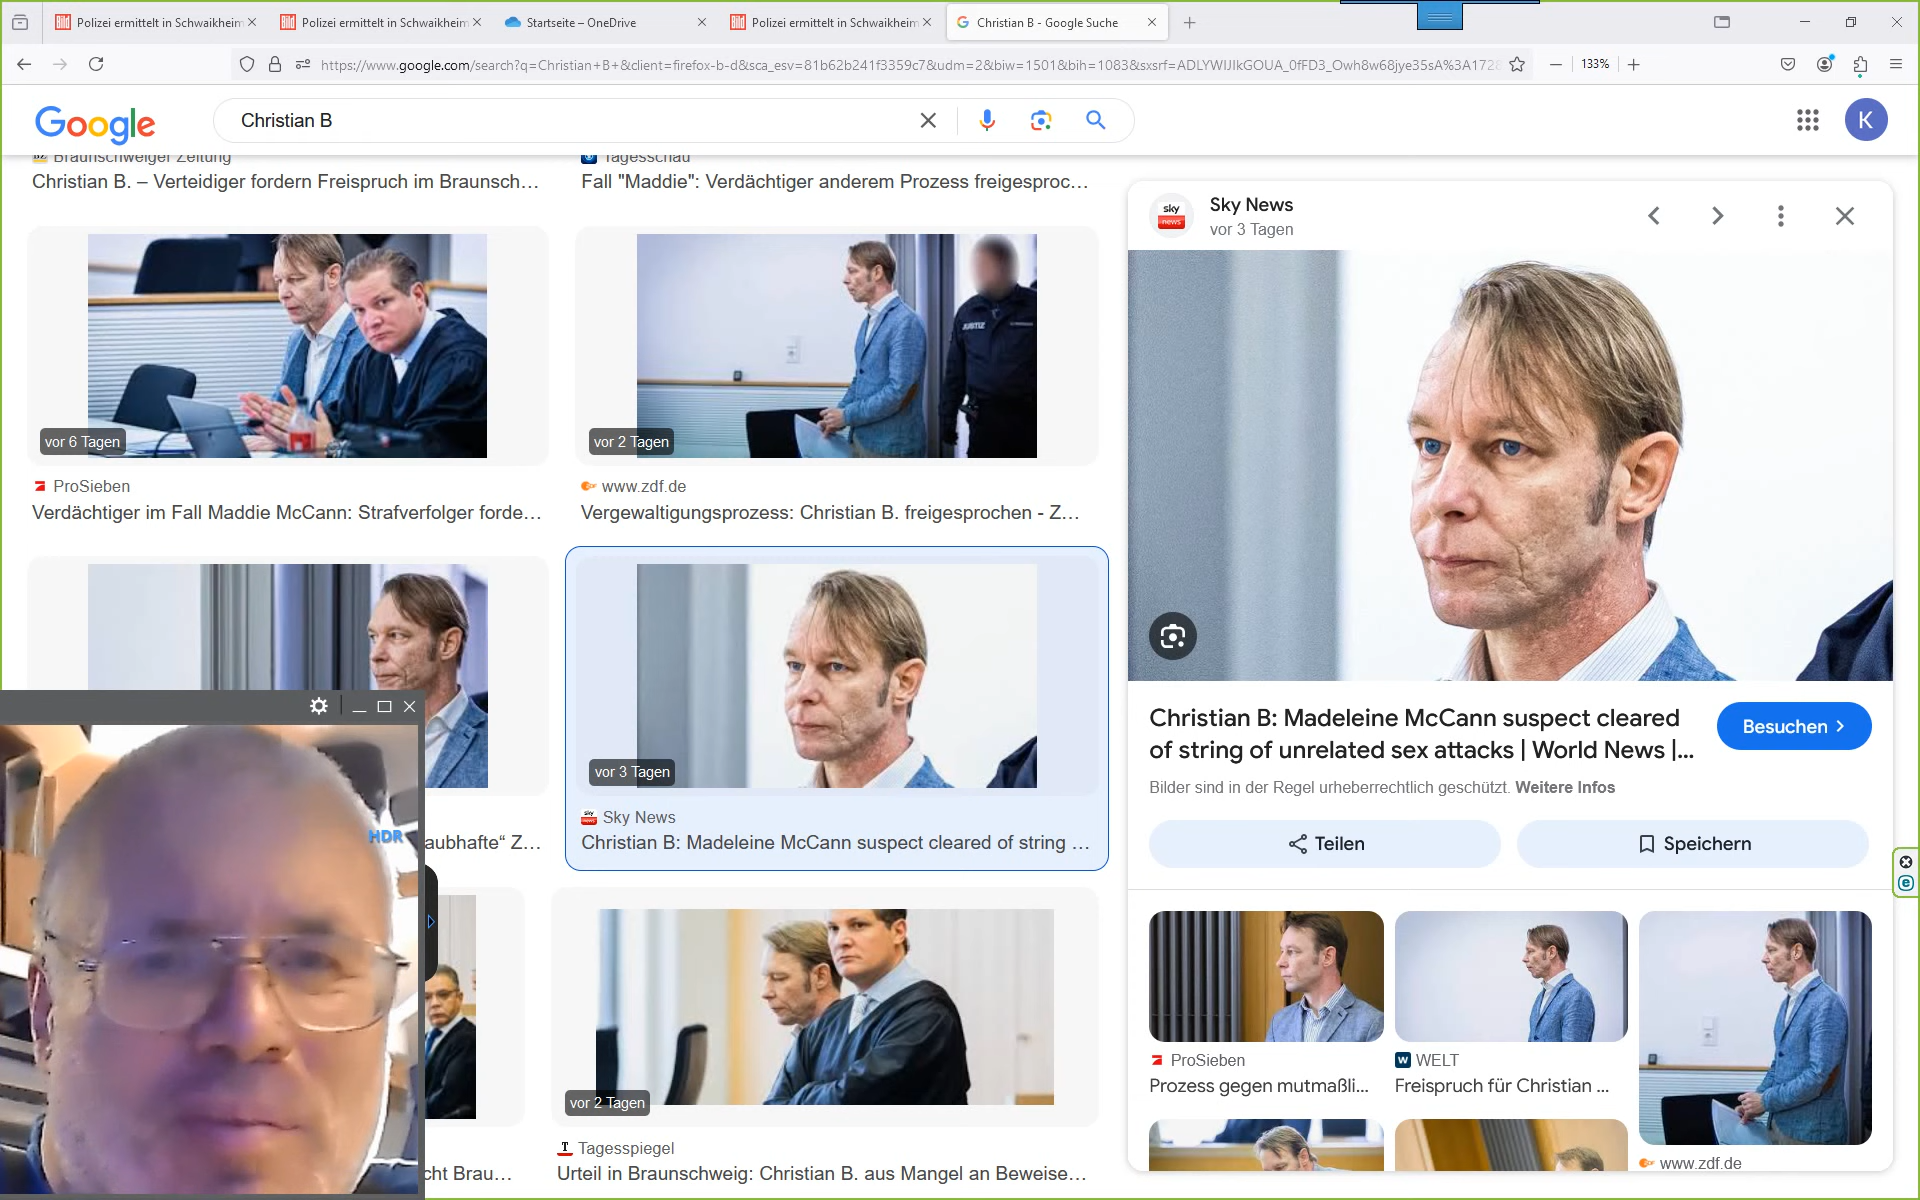 Polizei ermittelt in Schwaikheim
Polizei ermittelt in Schwaikheim
Startseite – OneDrive
Polizei ermittelt in Schwaikheim
Christian B - Google Suche
https://www.google.com/search?q=Christian+B+&client=firefox-b-d&sca_esv=81b62b241f3359c7&udm=2&biw=1501&bih=1083&sxsrf=ADLYWIJIkGOUA_0fFD3_Owh8w68jye35sA%3A1728
133%
Google
Christian B
K
Braunschweiger Zeitung
Christian B. – Verteidiger fordern Freispruch im Braunsch…
Tagesschau
Fall "Maddie": Verdächtiger anderem Prozess freigesproc…
vor 6 Tagen
ProSieben
Verdächtiger im Fall Maddie McCann: Strafverfolger forde…
JUSTIZ
vor 2 Tagen
www.zdf.de
Vergewaltigungsprozess: Christian B. freigesprochen - Z…
aubhafte“ Z…
vor 3 Tagen
sky news
Sky News
Christian B: Madeleine McCann suspect cleared of string …
HDR
cht Brau…
vor 2 Tagen
T
Tagesspiegel
Urteil in Braunschweig: Christian B. aus Mangel an Beweise…
sky
news
Sky News
vor 3 Tagen
Christian B: Madeleine McCann suspect cleared
of string of unrelated sex attacks | World News |...
Besuchen
Bilder sind in der Regel urheberrechtlich geschützt. Weitere Infos
Teilen
Speichern
ProSieben
Prozess gegen mutmaßli...
W
WELT
Freispruch für Christian ...
www.zdf.de
e